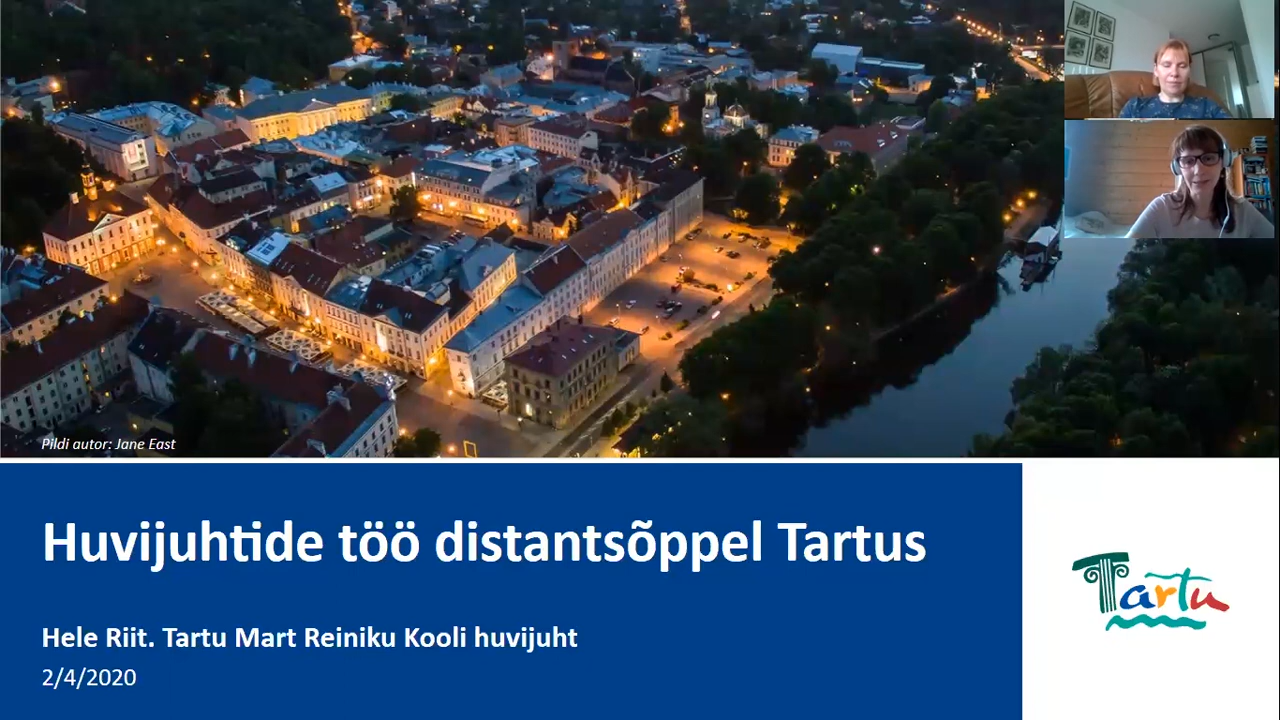 Pildi autor: Jane East
Huvijuhtide töö distantsõppel Tartus
Hele Riit. Tartu Mart Reiniku Kooli huvijuht
2/4/2020
Tartu